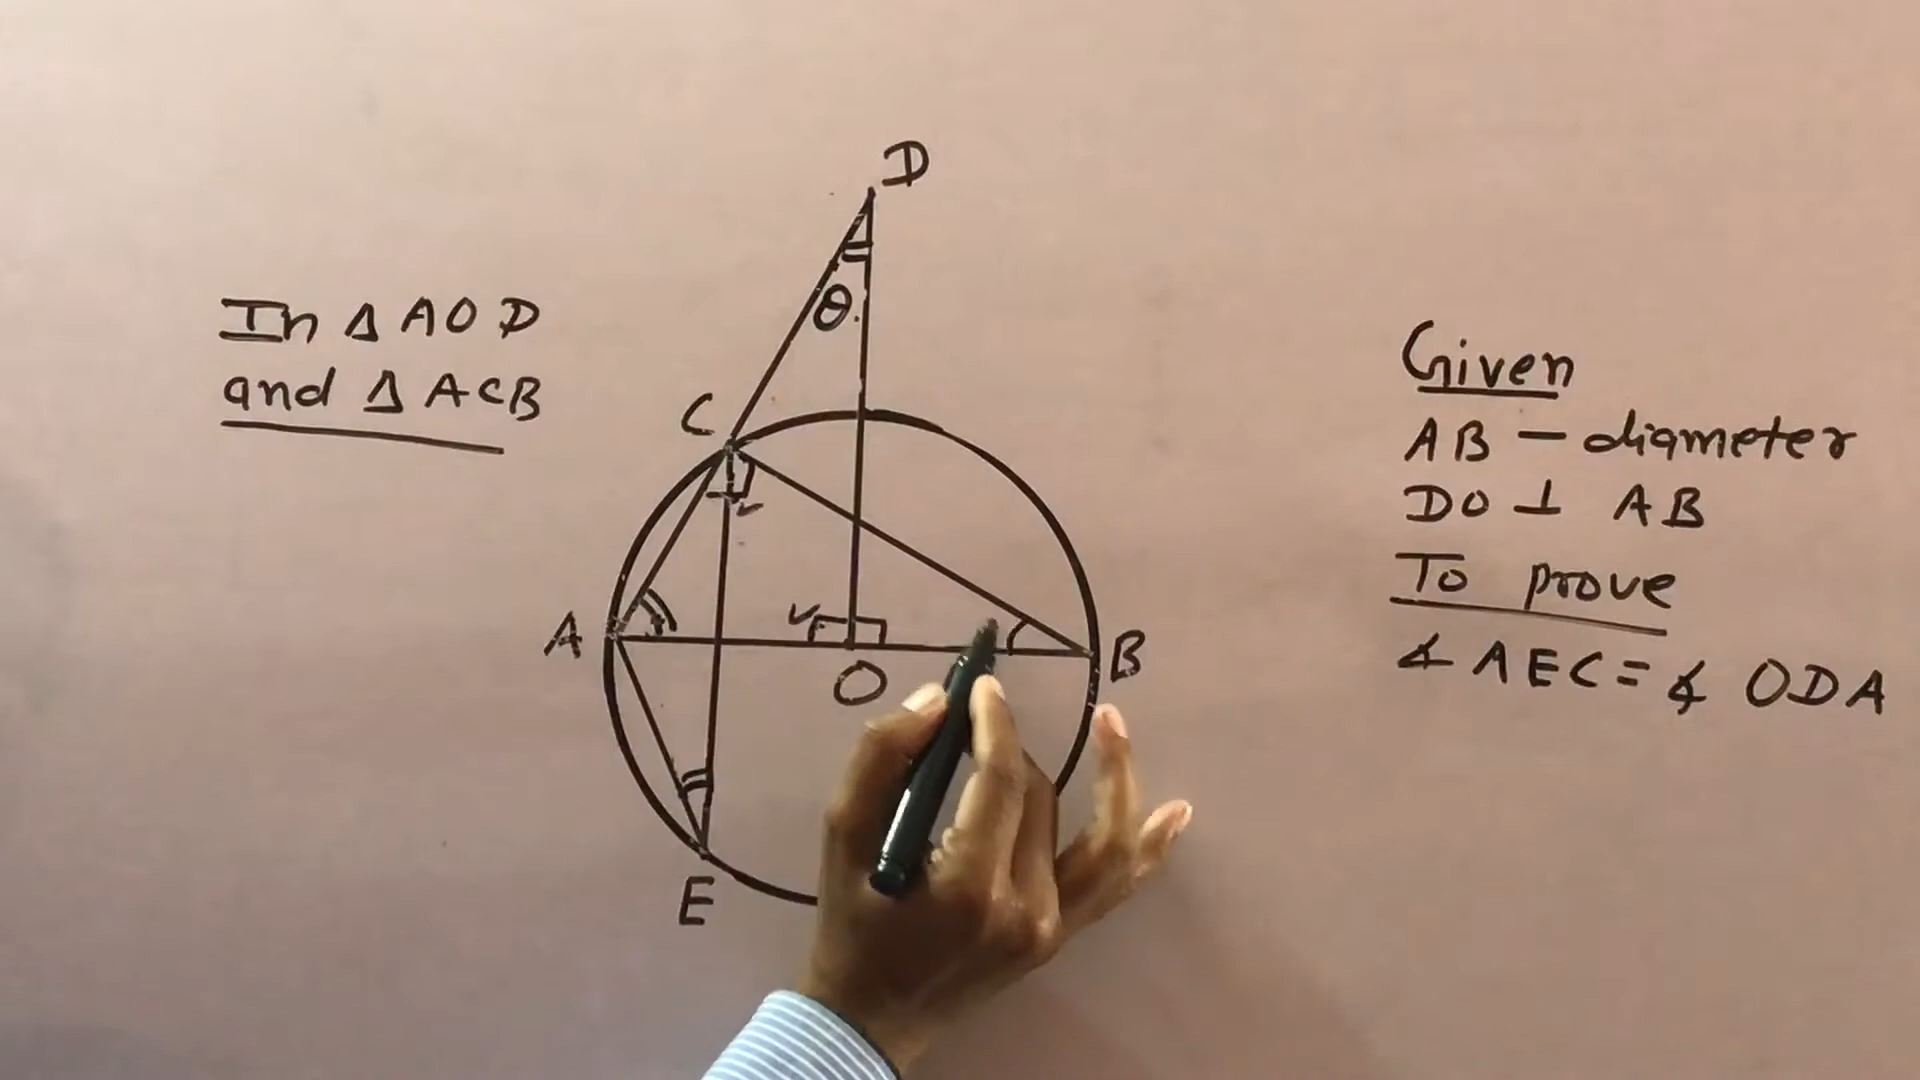 D
θ
In Δ AOD
and Δ ACB
C
A
O
B
E
Given
AB — diameter
DO ⊥ AB
To prove
∡ AEC = ∡ ODA